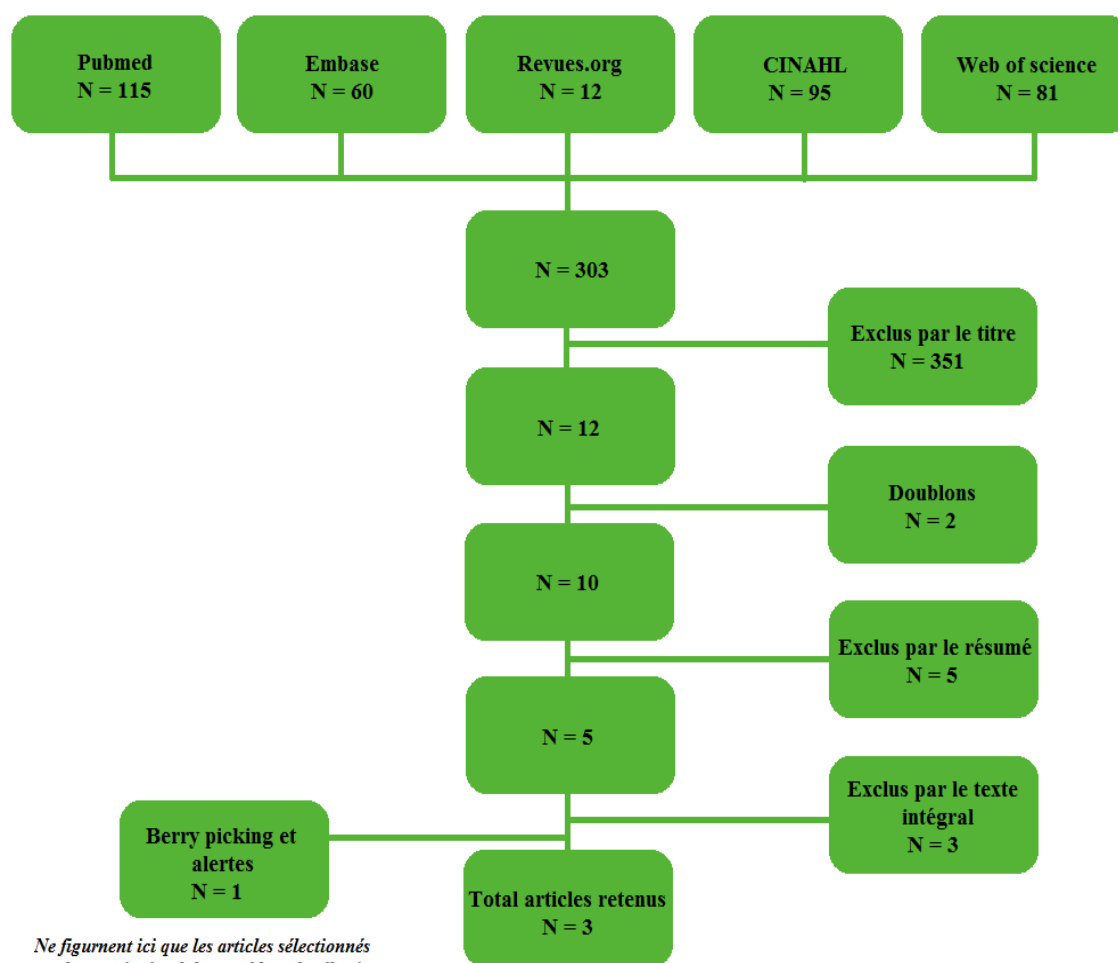 Pubmed
N = 115
Embase
N = 60
Revues.org
N = 12
CINAHL
N = 95
Web of science
N = 81
N = 303
Exclus par le titre
N = 351
N = 12
Doublons
N = 2
N = 10
Exclus par le résumé
N = 5
N = 5
Exclus par le texte
intégral
N = 3
Berry picking et
alertes
N = 1
Total articles retenus
N = 3
Ne figurnent ici que les articles sélectionnés